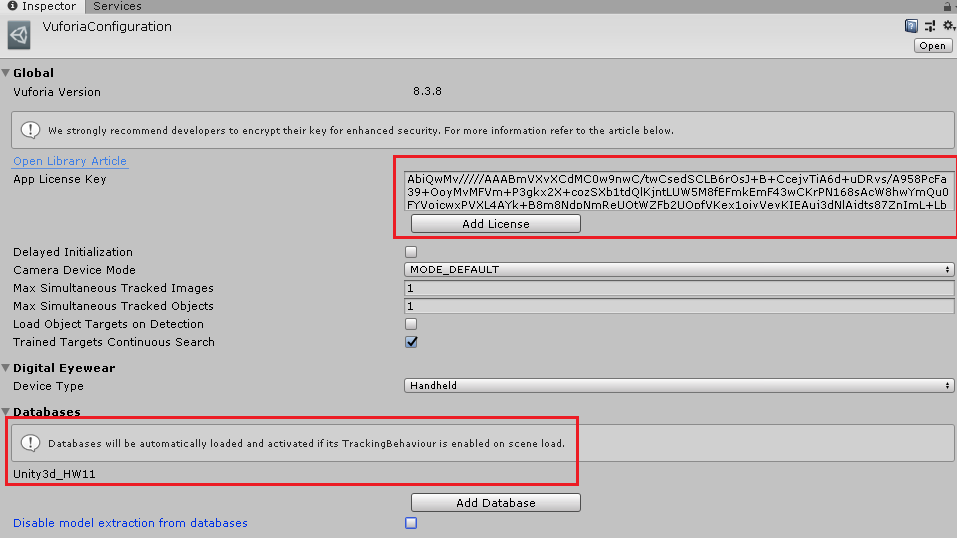 Inspector Services
VuforiaConfiguration
Open
Global
Vuforia Version 8.3.8
We strongly recommend developers to encrypt their key for enhanced security. For more information refer to the article below.
Open Library Article
App License Key
AbiQwMv/////AAABmVXvXCdMC0w9nwC/twCsedSCLB6rOsJ+B+CcejvTiA6d+uDRvs/A958PcFa
39+OoyMvMFVm+P3gkx2X+cozSXb1tdQlKjntLUW5M8fEFmkEmF43wCKrPN168sAcW8hwYmQu0
FYVoicwxPVXL4AYk+B8m8NdpNmReUOtWZFb2UOpfVKex1oivVevKIEAui3dNlAidts87ZnImL+Lb
Add License
Delayed Initialization
Camera Device Mode MODE_DEFAULT
Max Simultaneous Tracked Images 1
Max Simultaneous Tracked Objects 1
Load Object Targets on Detection
Trained Targets Continuous Search
Digital Eyewear
Device Type Handheld
Databases
Databases will be automatically loaded and activated if its TrackingBehaviour is enabled on scene load.
Unity3d_HW11
Add Database
Disable model extraction from databases